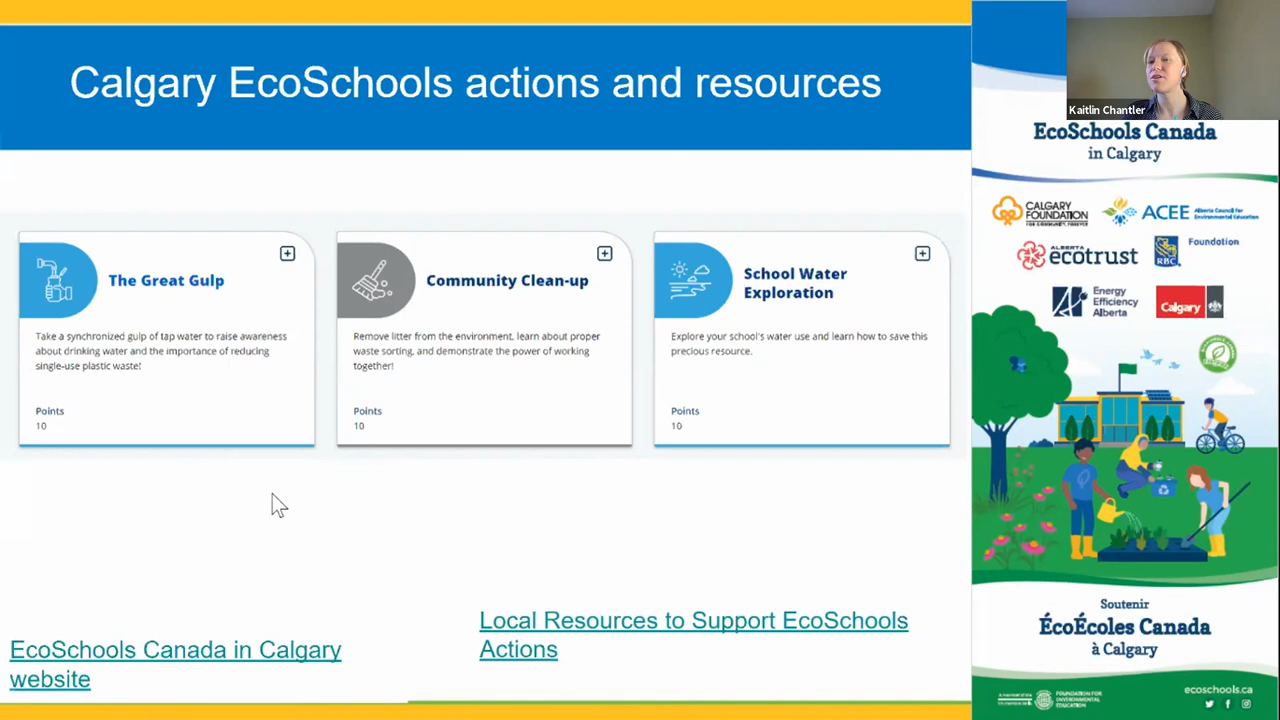 Calgary EcoSchools actions and resources
The Great Gulp
Take a synchronized gulp of tap water to raise awareness
about drinking water and the importance of reducing
single-use plastic waste!
Points
10
Community Clean-up
Remove litter from the environment, learn about proper
waste sorting, and demonstrate the power of working
together!
Points
10
School Water
Exploration
Explore your school's water use and learn how to save this
precious resource.
Points
10
EcoSchools Canada in Calgary
website
Local Resources to Support EcoSchools
Actions
Kaitlin Chantler
EcoSchools Canada
in Calgary
CALGARY
FOUNDATION
FOR COMMUNITY, FOREVER
ACEE
Alberta Council for
Environmental Education
ALBERTA
ecotrust
RBC
Foundation
Energy
Efficiency
Alberta
Calgary
Soutenir
ÉcoÉcoles Canada
à Calgary
FOUNDATION FOR
ENVIRONMENTAL
EDUCATION
ecoschools.ca